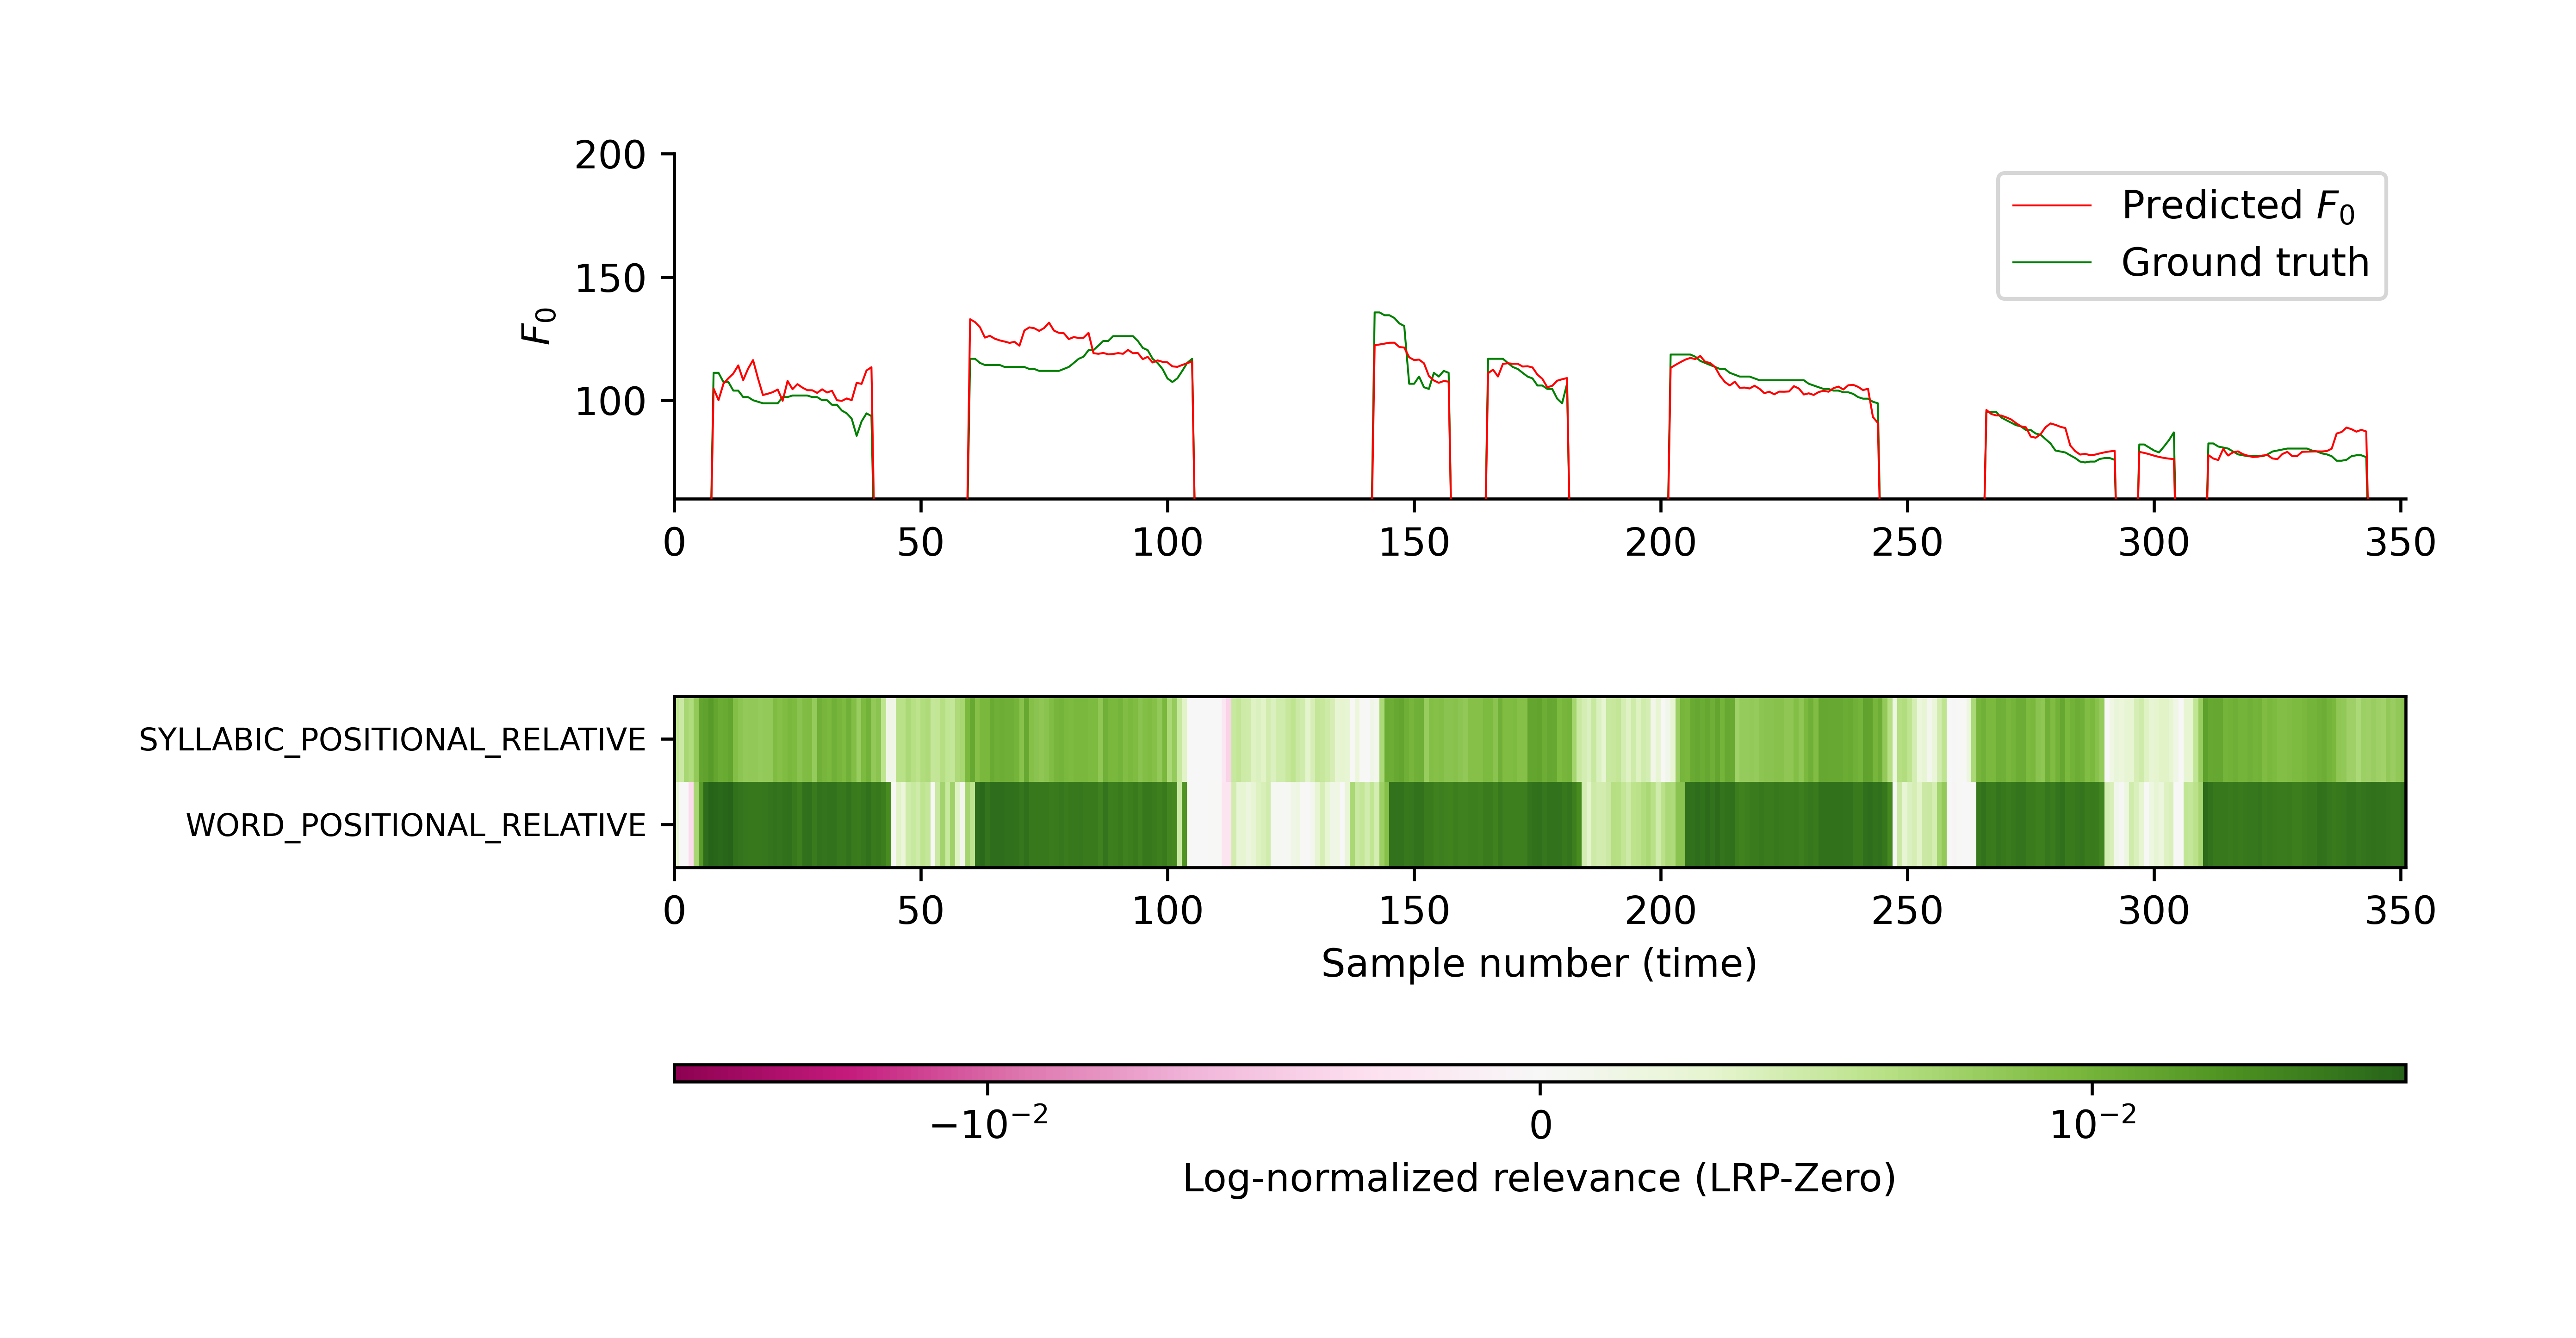 200
150
100
F₀
Predicted F₀
Ground truth
0 50 100 150 200 250 300 350
SYLLABIC_POSITIONAL_RELATIVE
WORD_POSITIONAL_RELATIVE
0 50 100 150 200 250 300 350
Sample number (time)
−10⁻² 0 10⁻²
Log-normalized relevance (LRP-Zero)